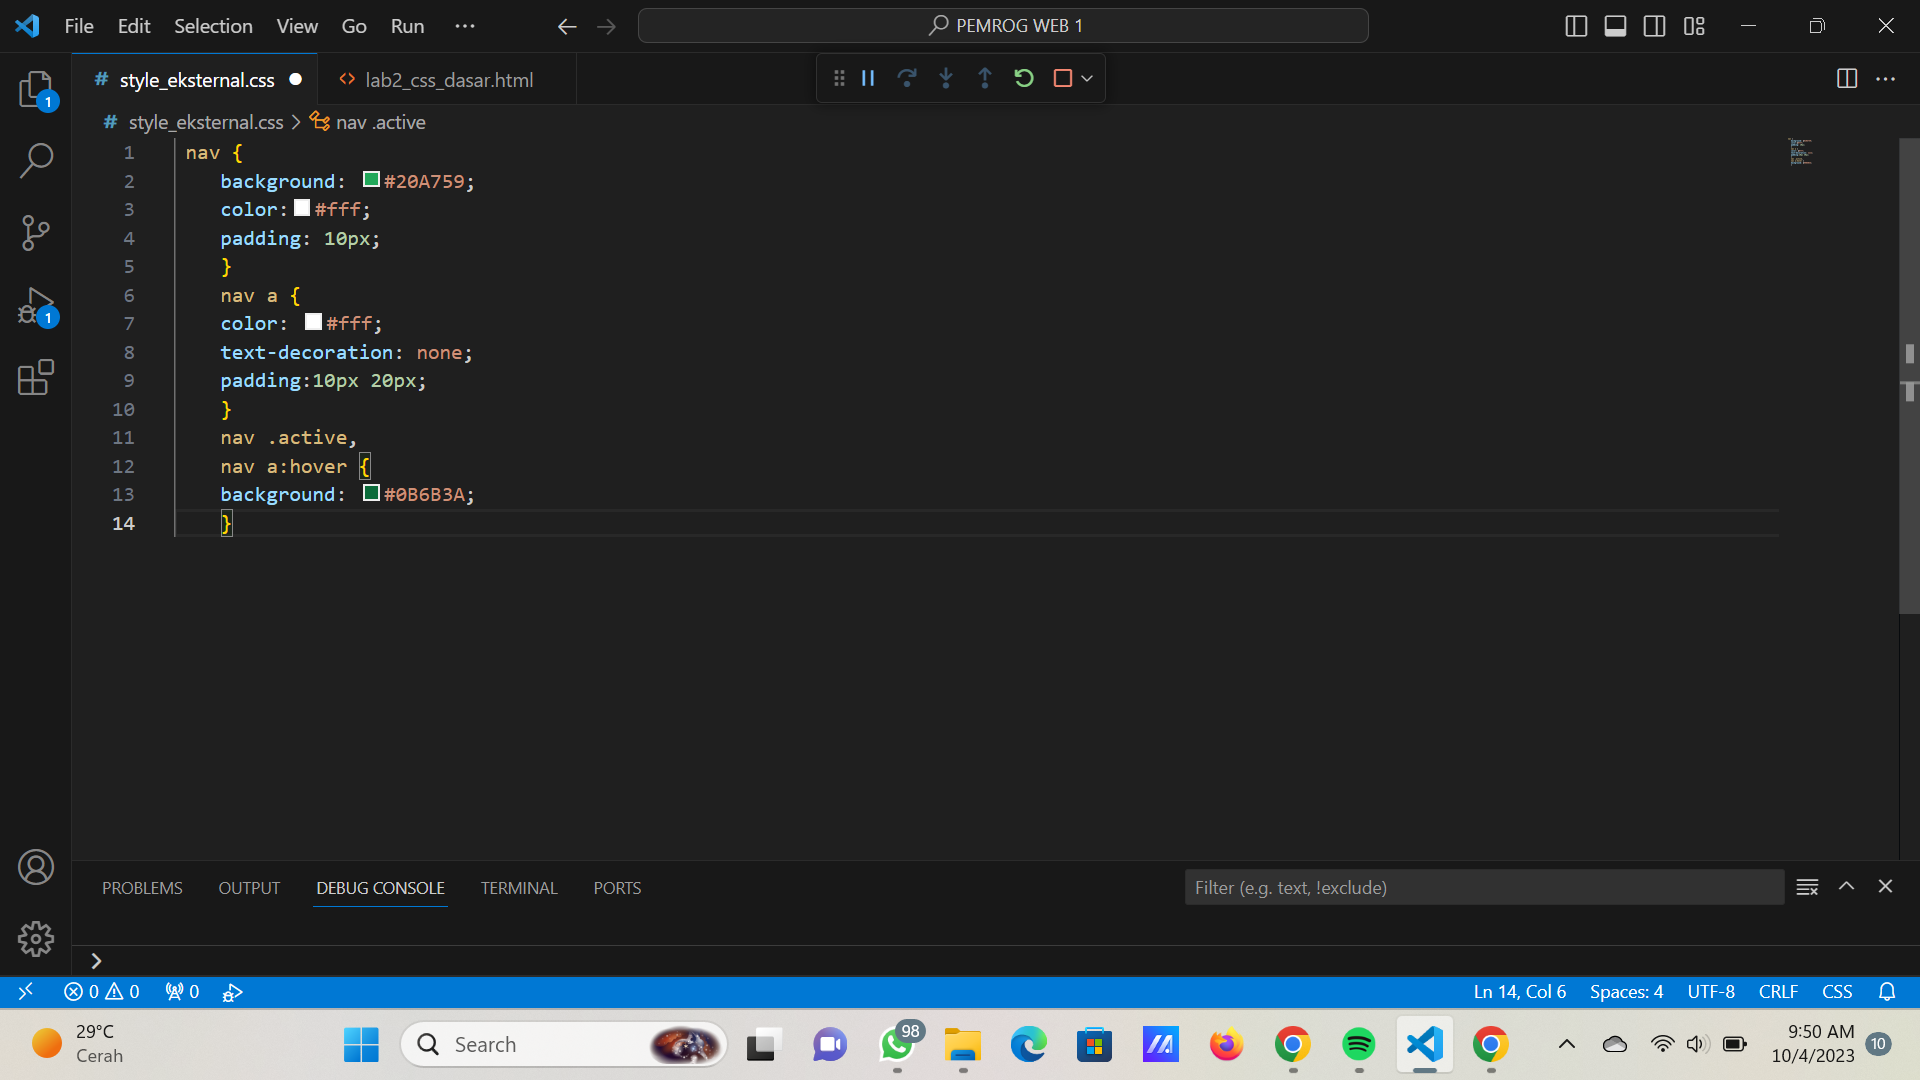 File Edit Selection View Go Run ···
PEMROG WEB 1
# style_eksternal.css
<> lab2_css_dasar.html
# style_eksternal.css > nav .active
1 nav {
2 background: #20A759;
3 color: #fff;
4 padding: 10px;
5 }
6 nav a {
7 color: #fff;
8 text-decoration: none;
9 padding:10px 20px;
10 }
11 nav .active,
12 nav a:hover {
13 background: #0B6B3A;
14 }
1
1
PROBLEMS OUTPUT DEBUG CONSOLE TERMINAL PORTS
Filter (e.g. text, !exclude)
>
0 0 0
Ln 14, Col 6 Spaces: 4 UTF-8 CRLF CSS
29°C
Cerah
Search
98
9:50 AM
10/4/2023
10